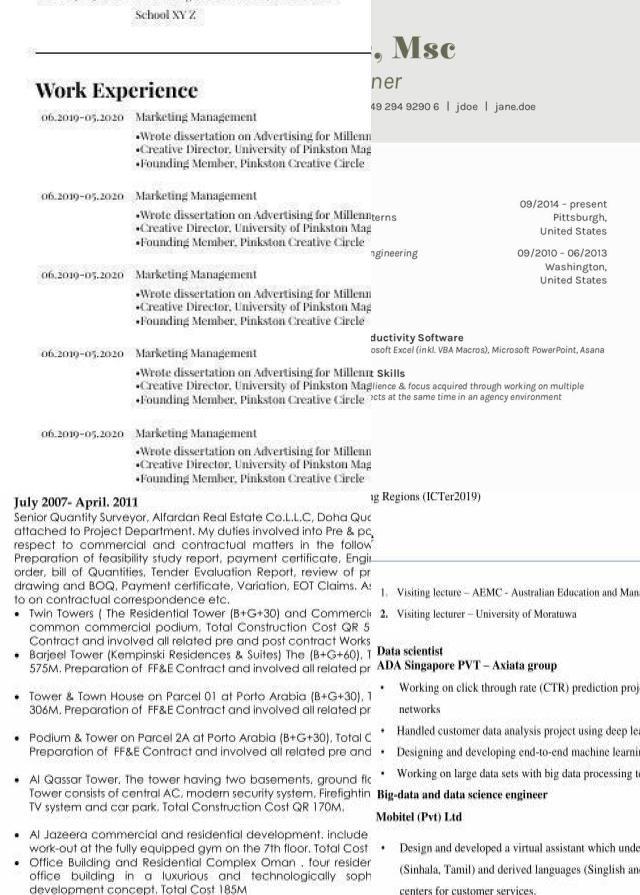 School XY Z
Work Experience
06.2019-05.2020 Marketing Management
•Wrote dissertation on Advertising for Millenn
•Creative Director, University of Pinkston Mag
•Founding Member, Pinkston Creative Circle
06.2019-05.2020 Marketing Management
•Wrote dissertation on Advertising for Millenn
•Creative Director, University of Pinkston Mag
•Founding Member, Pinkston Creative Circle
06.2019-05.2020 Marketing Management
•Wrote dissertation on Advertising for Millenn
•Creative Director, University of Pinkston Mag
•Founding Member, Pinkston Creative Circle
06.2019-05.2020 Marketing Management
•Wrote dissertation on Advertising for Millenn
•Creative Director, University of Pinkston Mag
•Founding Member, Pinkston Creative Circle
06.2019-05.2020 Marketing Management
•Wrote dissertation on Advertising for Millenn
•Creative Director, University of Pinkston Mag
•Founding Member, Pinkston Creative Circle
, Msc
ner
49 294 9290 6 | jdoe | jane.doe
09/2014 – present
terns Pittsburgh,
United States
ngineering 09/2010 – 06/2013
Washington,
United States
ductivity Software
osoft Excel (inkl. VBA Macros), Microsoft PowerPoint, Asana
t Skills
llience & focus acquired through working on multiple
cts at the same time in an agency environment
July 2007- April. 2011
Senior Quantity Surveyor, Alfardan Real Estate Co.L.L.C, Doha Qu
attached to Project Department. My duties involved into Pre & po
respect to commercial and contractual matters in the follow
Preparation of feasibility study report, payment certificate, Engi
order, bill of Quantities, Tender Evaluation Report, review of pr
drawing and BOQ, Payment certificate, Variation, EOT Claims. As
to on contractual correspondence etc.
• Twin Towers ( The Residential Tower (B+G+30) and Commerci
common commercial podium, Total Construction Cost QR 5
Contract and involved all related pre and post contract Works
• Barjeel Tower (Kempinski Residences & Suites) The (B+G+60), T
575M. Preparation of FF&E Contract and involved all related pr
• Tower & Town House on Parcel 01 at Porto Arabia (B+G+30), T
306M, Preparation of FF&E Contract and involved all related pr
• Podium & Tower on Parcel 2A at Porto Arabia (B+G+30), Total C
Preparation of FF&E Contract and involved all related pre and
• Al Qassar Tower, The tower having two basements, ground flo
Tower consists of central AC, modern security system, Firefightin
TV system and car park. Total Construction Cost QR 170M.
• Al Jazeera commercial and residential development. include
work-out at the fully equipped gym on the 7th floor. Total Cost
• Office Building and Residential Complex Oman . four resider
office building in a luxurious and technologically soph
development concept. Total Cost 185M
g Regions (ICTer2019)
1. Visiting lecture – AEMC - Australian Education and Man
2. Visiting lecturer – University of Moratuwa
Data scientist
ADA Singapore PVT – Axiata group
• Working on click through rate (CTR) prediction proj
networks
• Handled customer data analysis project using deep lea
• Designing and developing end-to-end machine learnin
• Working on large data sets with big data processing te
Big-data and data science engineer
Mobitel (Pvt) Ltd
• Design and developed a virtual assistant which unde
(Sinhala, Tamil) and derived languages (Singlish an
centers for customer services.